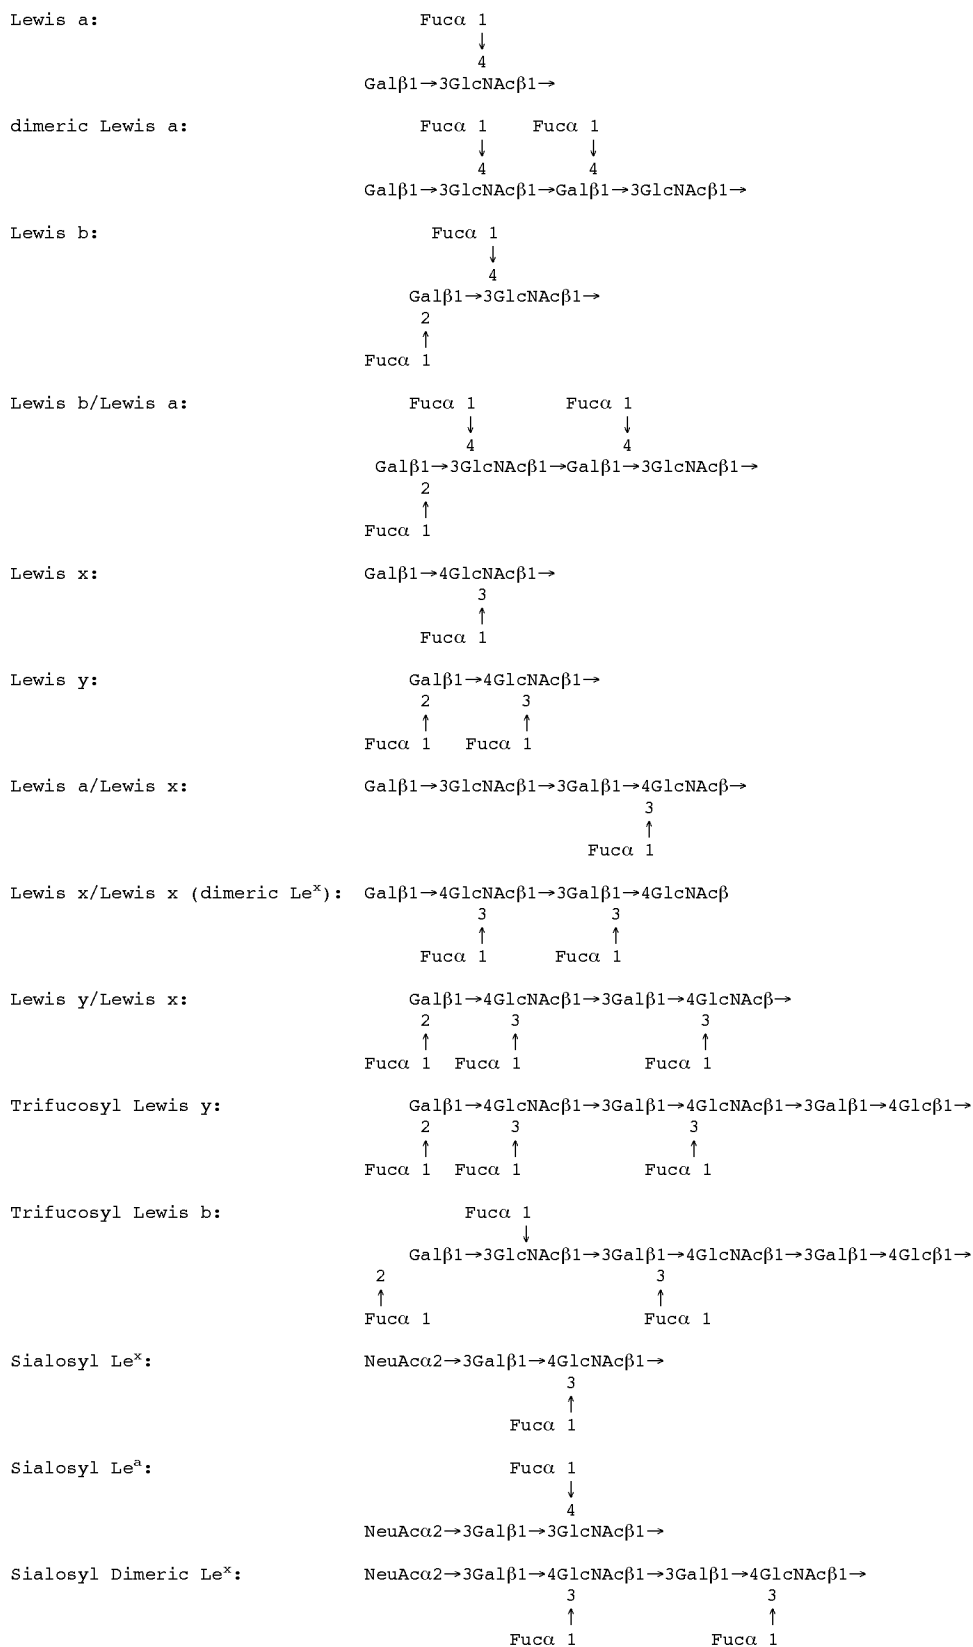 Lewis a: Fucα 1
↓
4
Galβ1→3GlcNAcβ1→
dimeric Lewis a: Fucα 1 Fucα 1
↓ ↓
4 4
Galβ1→3GlcNAcβ1→Galβ1→3GlcNAcβ1→
Lewis b: Fucα 1
↓
4
Galβ1→3GlcNAcβ1→
2
↑
Fucα 1
Lewis b/Lewis a: Fucα 1 Fucα 1
↓ ↓
4 4
Galβ1→3GlcNAcβ1→Galβ1→3GlcNAcβ1→
2
↑
Fucα 1
Lewis x: Galβ1→4GlcNAcβ1→
3
↑
Fucα 1
Lewis y: Galβ1→4GlcNAcβ1→
2 3
↑ ↑
Fucα 1 Fucα 1
Lewis a/Lewis x: Galβ1→3GlcNAcβ1→3Galβ1→4GlcNAcβ→
3
↑
Fucα 1
Lewis x/Lewis x (dimeric Leˣ): Galβ1→4GlcNAcβ1→3Galβ1→4GlcNAcβ
3 3
↑ ↑
Fucα 1 Fucα 1
Lewis y/Lewis x: Galβ1→4GlcNAcβ1→3Galβ1→4GlcNAcβ→
2 3 3
↑ ↑ ↑
Fucα 1 Fucα 1 Fucα 1
Trifucosyl Lewis y: Galβ1→4GlcNAcβ1→3Galβ1→4GlcNAcβ1→3Galβ1→4Glcβ1→
2 3 3
↑ ↑ ↑
Fucα 1 Fucα 1 Fucα 1
Trifucosyl Lewis b: Fucα 1
↓
Galβ1→3GlcNAcβ1→3Galβ1→4GlcNAcβ1→3Galβ1→4Glcβ1→
2 3
↑ ↑
Fucα 1 Fucα 1
Sialosyl Leˣ: NeuAcα2→3Galβ1→4GlcNAcβ1→
3
↑
Fucα 1
Sialosyl Leᵃ: Fucα 1
↓
4
NeuAcα2→3Galβ1→3GlcNAcβ1→
Sialosyl Dimeric Leˣ: NeuAcα2→3Galβ1→4GlcNAcβ1→3Galβ1→4GlcNAcβ1→
3 3
↑ ↑
Fucα 1 Fucα 1